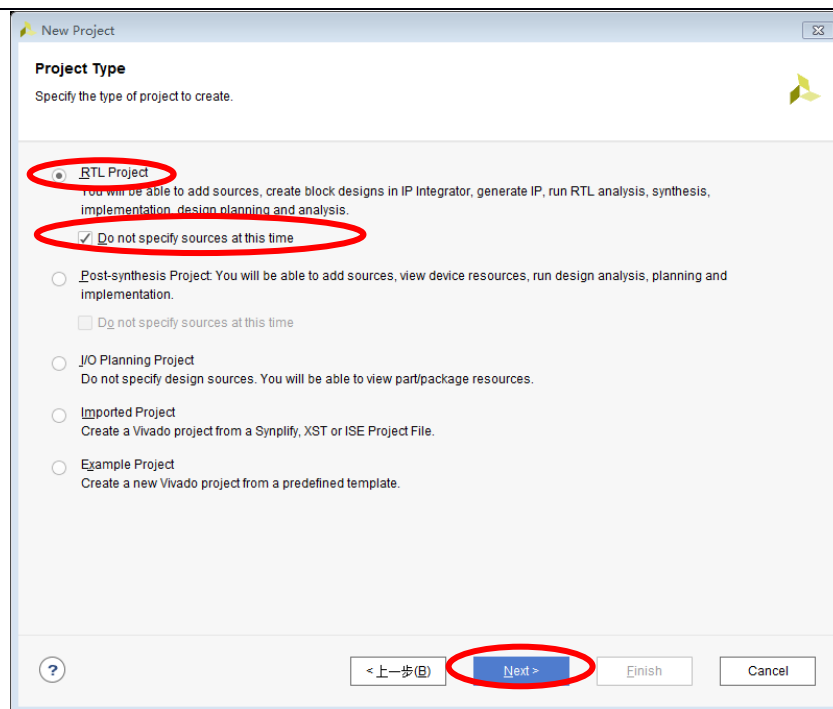 New Project
Project Type
Specify the type of project to create.
RTL Project
You will be able to add sources, create block designs in IP Integrator, generate IP, run RTL analysis, synthesis,
implementation, design planning and analysis.
Do not specify sources at this time
Post-synthesis Project: You will be able to add sources, view device resources, run design analysis, planning and
implementation.
Do not specify sources at this time
I/O Planning Project
Do not specify design sources. You will be able to view part/package resources.
Imported Project
Create a Vivado project from a Synplify, XST or ISE Project File.
Example Project
Create a new Vivado project from a predefined template.
? < 上一步(B) Next > Finish Cancel